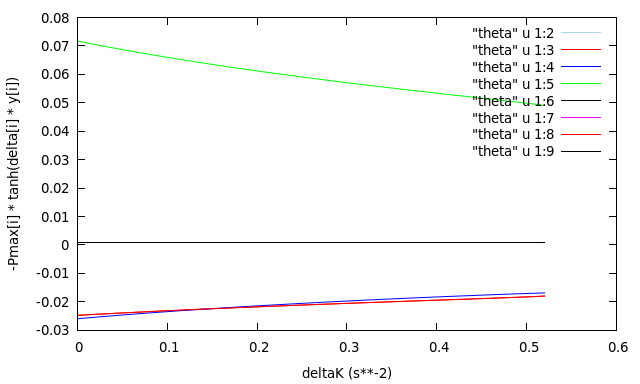 0.08
0.07
0.06
0.05
0.04
0.03
0.02
0.01
0
-0.01
-0.02
-0.03
0 0.1 0.2 0.3 0.4 0.5 0.6
-Pmax[i] * tanh(delta[i] * y[i])
deltaK (s**-2)
"theta" u 1:2
"theta" u 1:3
"theta" u 1:4
"theta" u 1:5
"theta" u 1:6
"theta" u 1:7
"theta" u 1:8
"theta" u 1:9